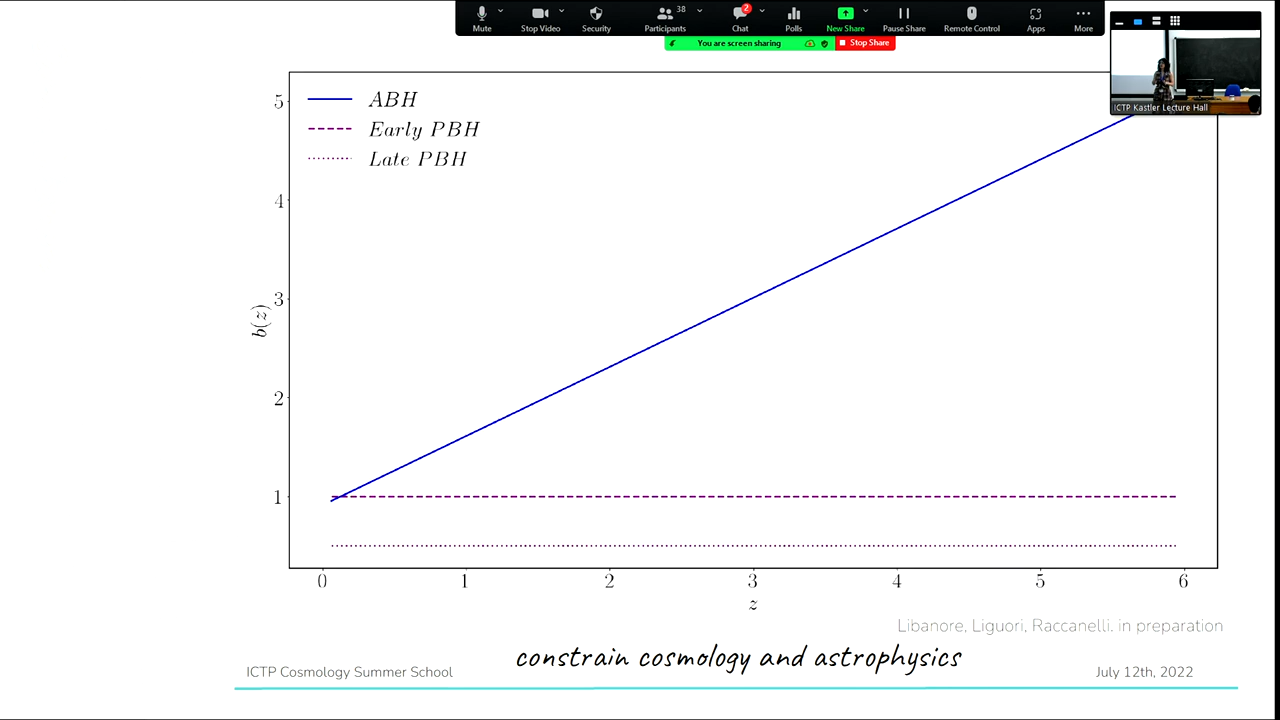 Mute
Stop Video
Security
Participants
38
Chat
2
Polls
New Share
Pause Share
Remote Control
Apps
More
You are screen sharing
Stop Share
ICTP Kastler Lecture Hall
ABH
Early PBH
Late PBH
5
4
3
2
1
b(z)
0 1 2 3 4 5 6
z
Libanore, Liguori, Raccanelli. in preparation
constrain cosmology and astrophysics
ICTP Cosmology Summer School
July 12th, 2022